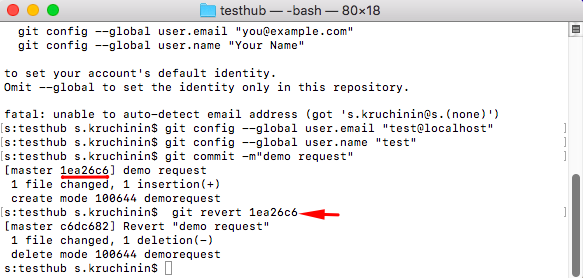 testhub — -bash — 80×18
git config --global user.email "you@example.com"
git config --global user.name "Your Name"
to set your account's default identity.
Omit --global to set the identity only in this repository.
fatal: unable to auto-detect email address (got 's.kruchinin@s.(none)')
[s:testhub s.kruchinin$ git config --global user.email "test@localhost" ]
[s:testhub s.kruchinin$ git config --global user.name "test" ]
[s:testhub s.kruchinin$ git commit -m"demo request" ]
[master 1ea26c6] demo request
1 file changed, 1 insertion(+)
create mode 100644 demorequest
[s:testhub s.kruchinin$  git revert 1ea26c6 ]
[master c6dc682] Revert "demo request"
1 file changed, 1 deletion(-)
delete mode 100644 demorequest
s:testhub s.kruchinin$